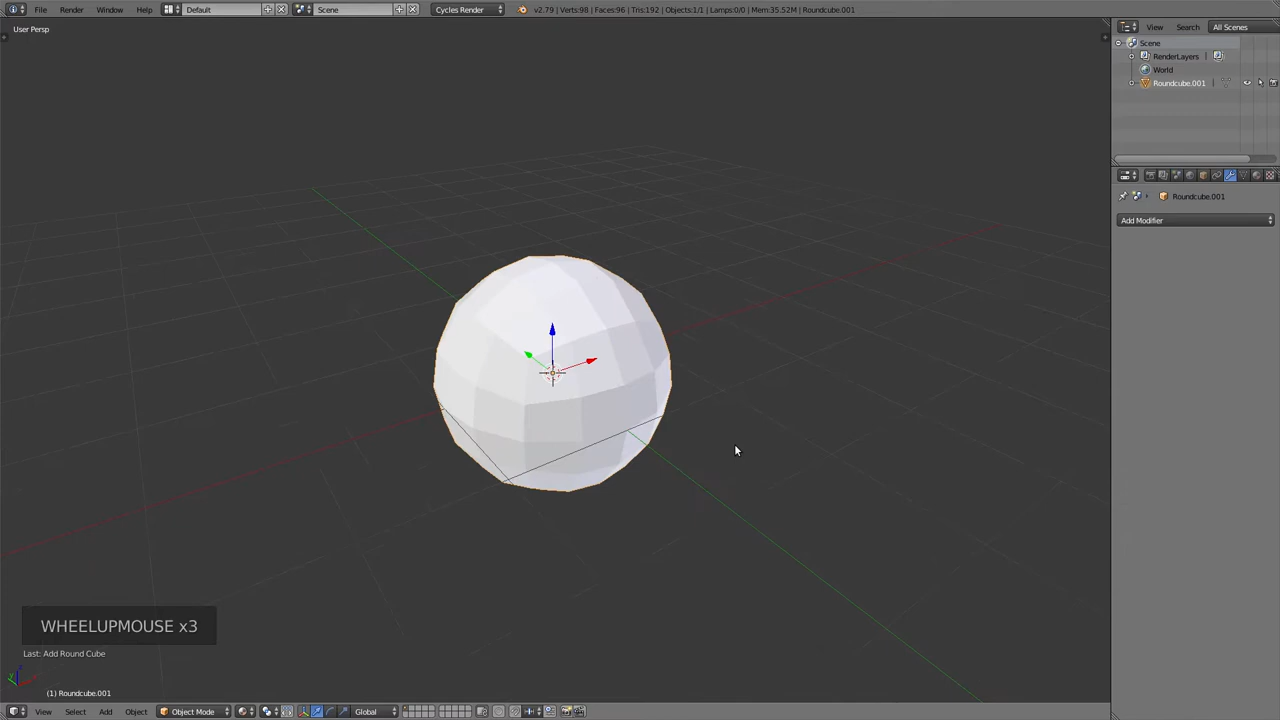 File Render Window Help Default Scene Cycles Render v2.79 | Verts:98 | Faces:96 | Tris:192 | Objects:1/1 | Lamps:0/0 | Mem:35.52M | Roundcube.001
User Persp
View Search All Scenes
Scene
RenderLayers
World
Roundcube.001
Roundcube.001
Add Modifier
WHEELUPMOUSE x3
Last: Add Round Cube
(1) Roundcube.001
View Select Add Object Object Mode Global